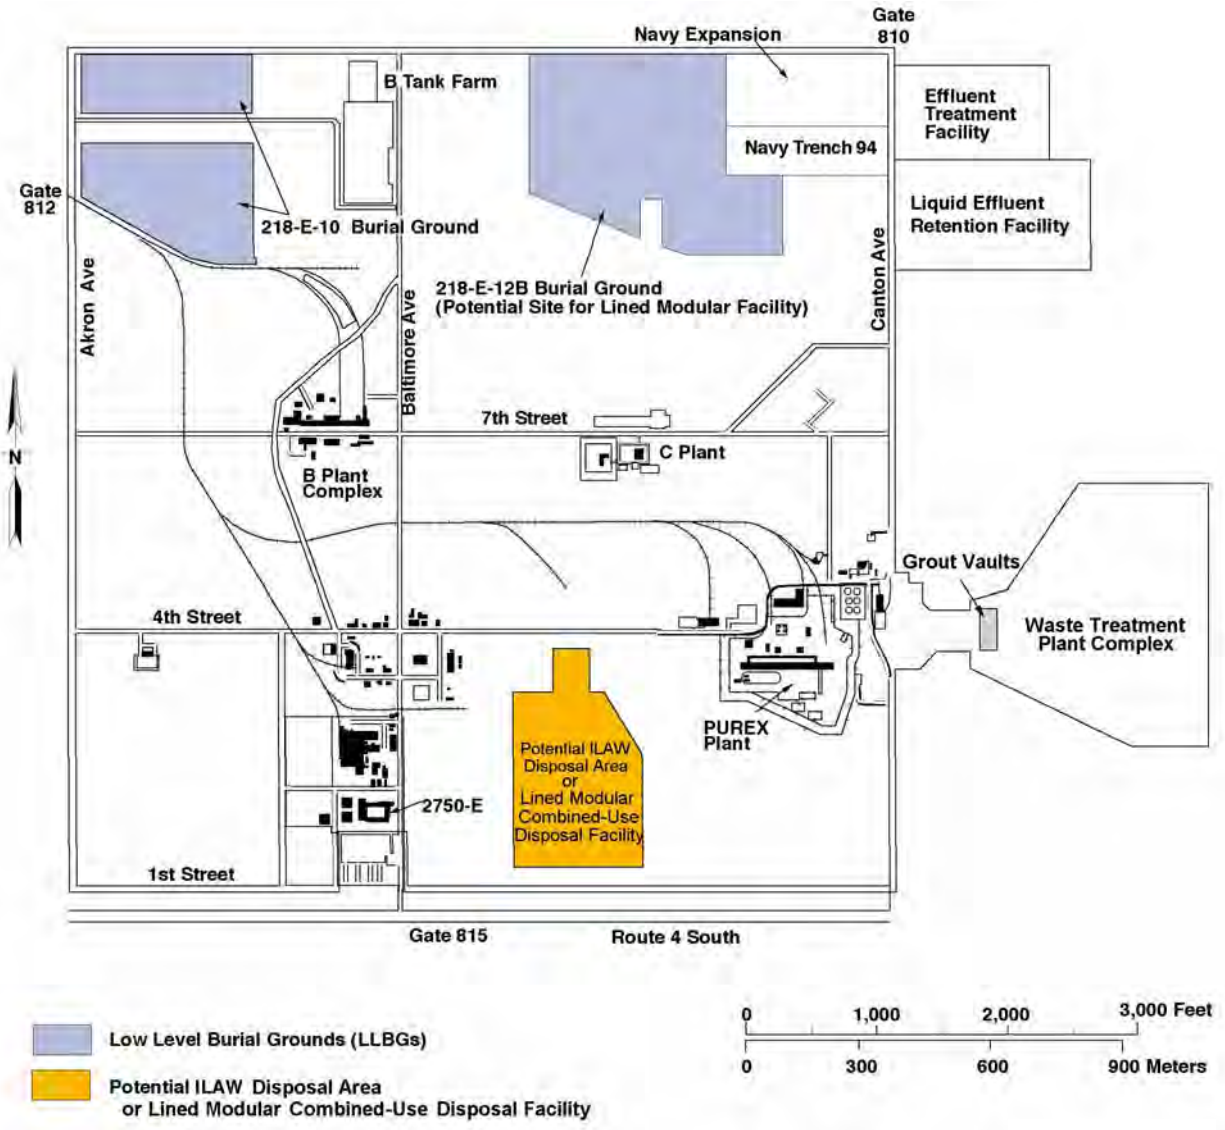 Gate
810
Navy Expansion
B Tank Farm
Effluent
Treatment
Facility
Navy Trench 94
Gate
812
Liquid Effluent
Retention Facility
218-E-10 Burial Ground
Akron Ave
Baltimore Ave
Canton Ave
218-E-12B Burial Ground
(Potential Site for Lined Modular Facility)
7th Street
N
C Plant
B Plant
Complex
Grout Vaults
4th Street
Waste Treatment
Plant Complex
PUREX
Plant
Potential ILAW
Disposal Area
or
Lined Modular
Combined-Use
Disposal Facility
2750-E
1st Street
Gate 815
Route 4 South
0 1,000 2,000 3,000 Feet
0 300 600 900 Meters
Low Level Burial Grounds (LLBGs)
Potential ILAW Disposal Area
or Lined Modular Combined-Use Disposal Facility